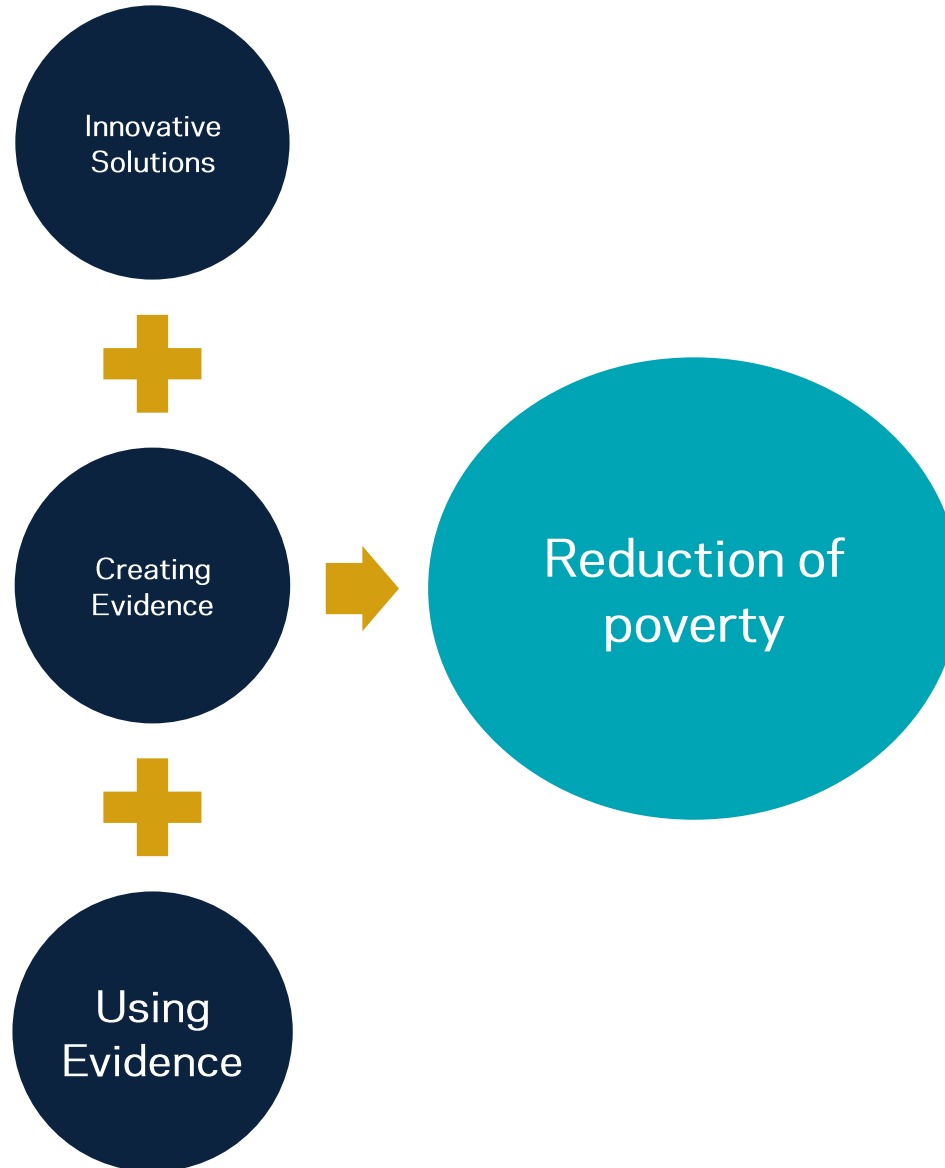 Innovative
Solutions
Creating
Evidence
Using
Evidence
Reduction of
poverty